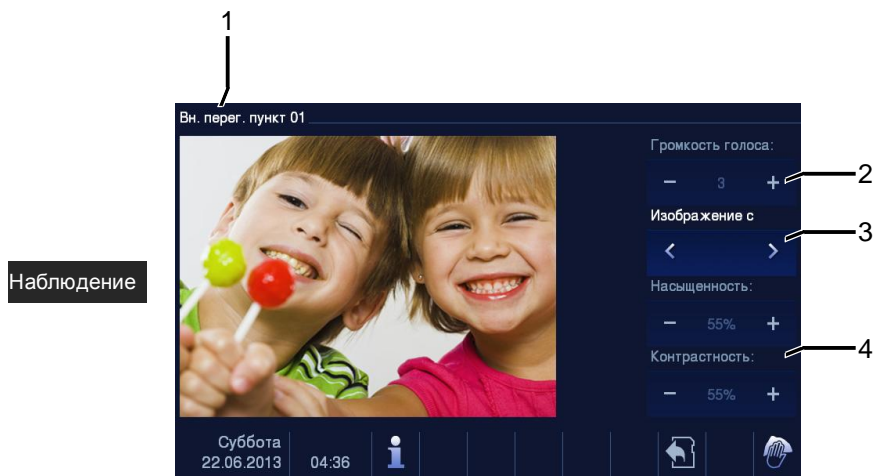 1
Вн. перег. пункт 01
Громкость голоса:
− 3 +
2
Изображение с
< >
3
Наблюдение
Насыщенность:
− 55% +
Контрастность:
4
− 55% +
Суббота
22.06.2013
04:36
i